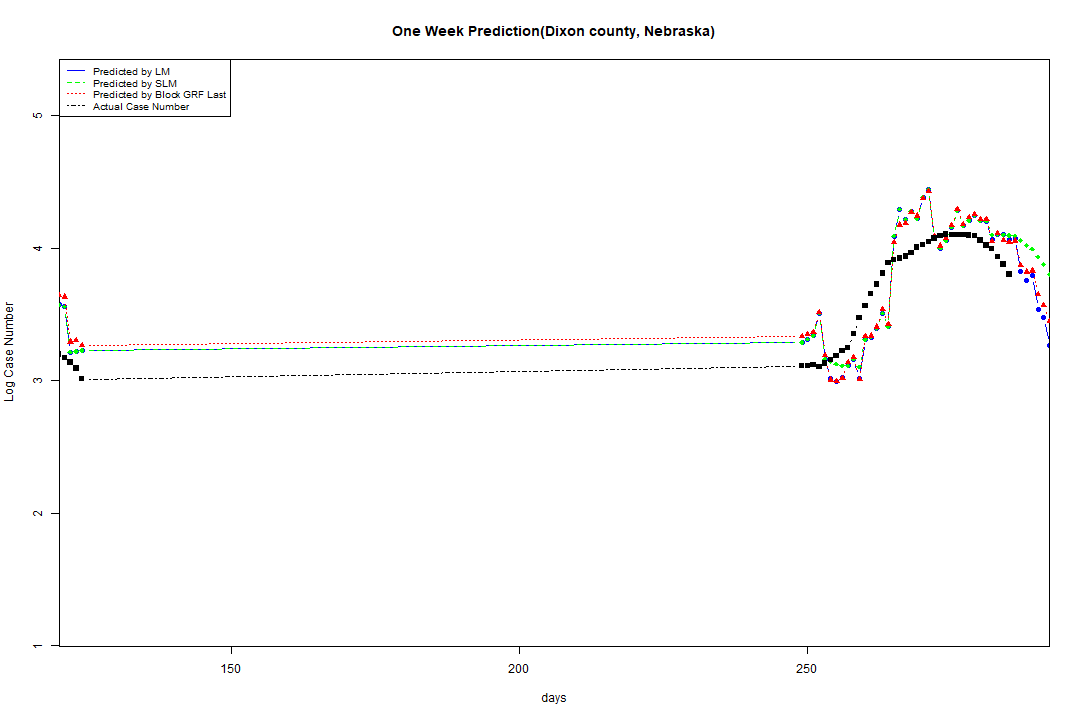 One Week Prediction(Dixon county, Nebraska)
Predicted by LM
Predicted by SLM
Predicted by Block GRF Last
Actual Case Number
5
4
3
2
1
Log Case Number
150 200 250
days